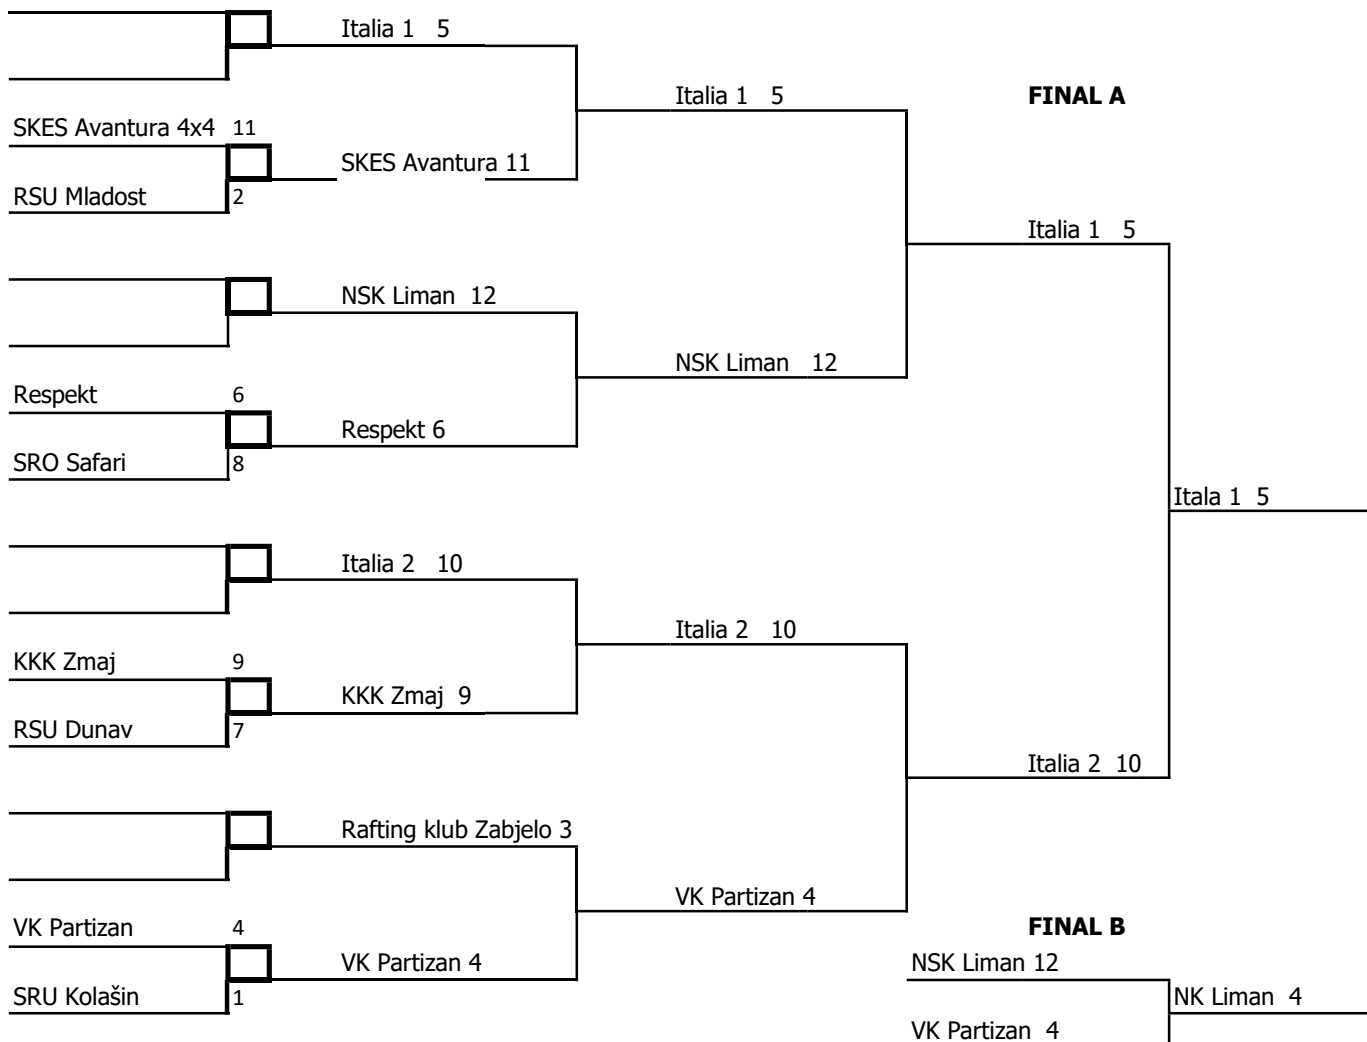 Italia 1 5
Italia 1 5
FINAL A
SKES Avantura 4x4 11
SKES Avantura 11
RSU Mladost 2
Italia 1 5
NSK Liman 12
NSK Liman 12
Respekt 6
Respekt 6
SRO Safari 8
Itala 1 5
Italia 2 10
Italia 2 10
KKK Zmaj 9
KKK Zmaj 9
RSU Dunav 7
Italia 2 10
Rafting klub Zabjelo 3
VK Partizan 4
VK Partizan 4
FINAL B
VK Partizan 4
NSK Liman 12
SRU Kolašin 1
NK Liman 4
VK Partizan 4